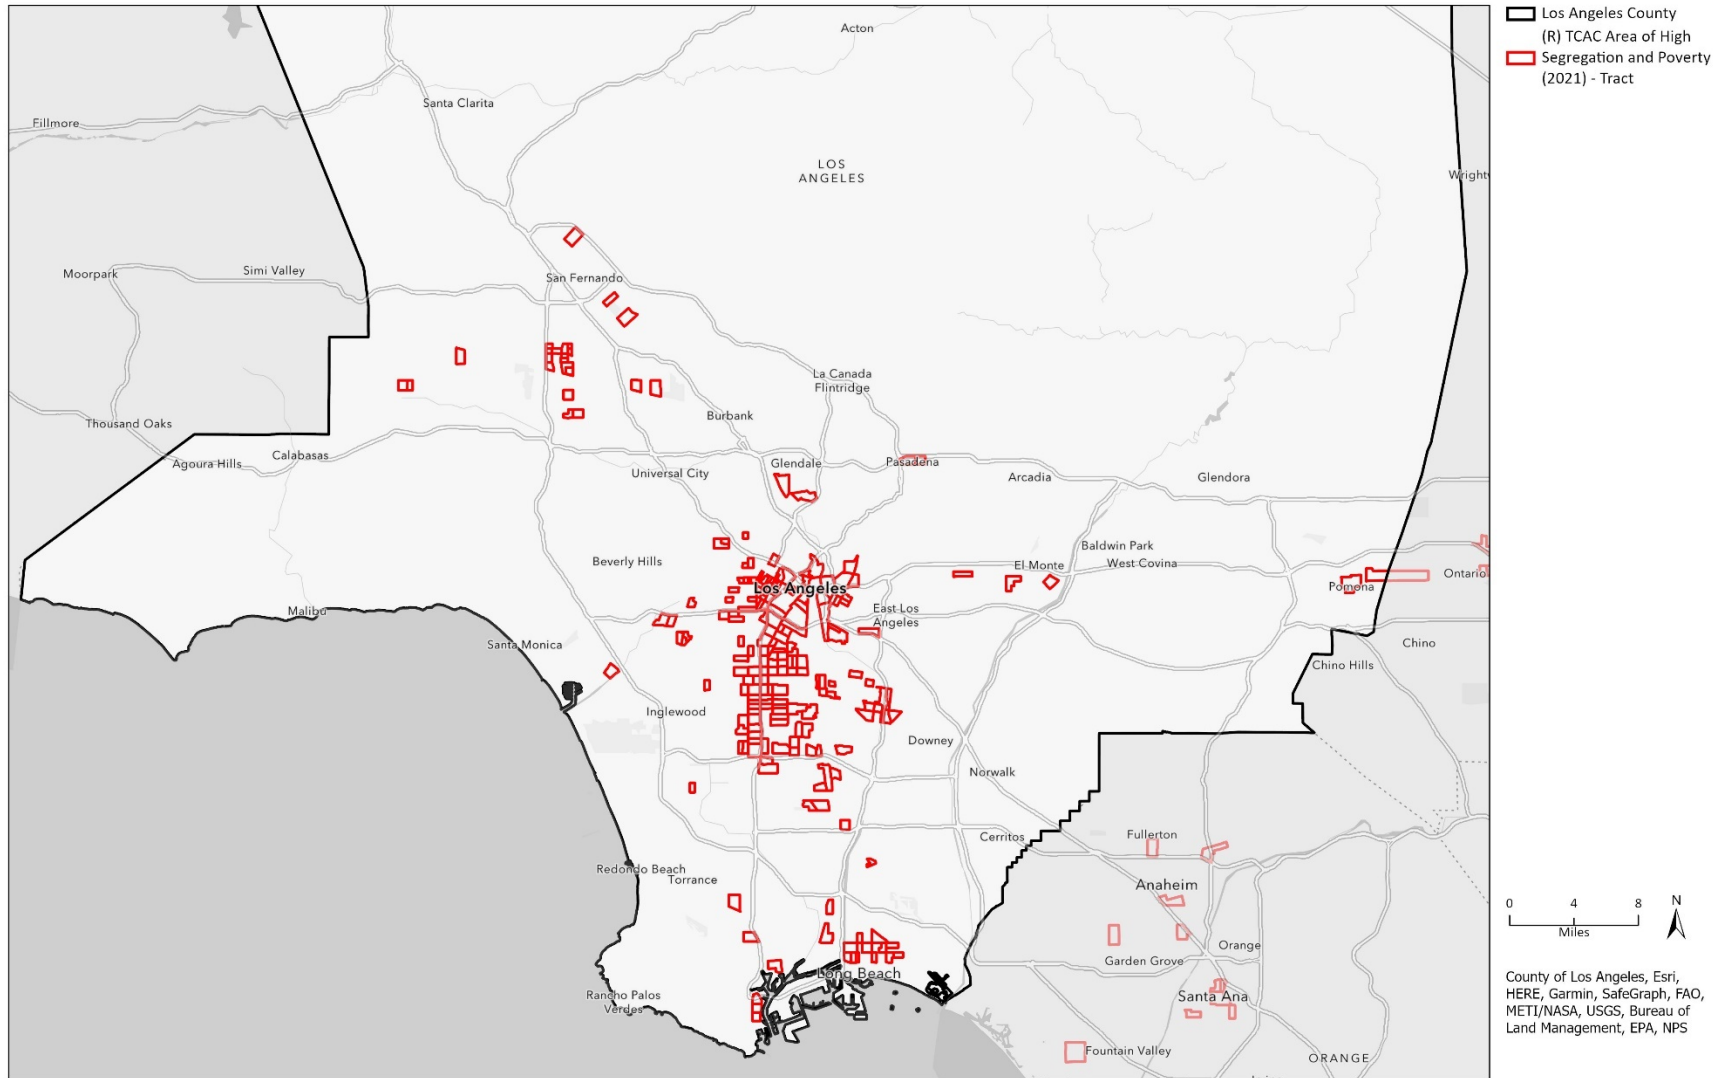 Acton
Santa Clarita
Fillmore
LOS
ANGELES
Wrightw
San Fernando
Moorpark
Simi Valley
La Canada
Flintridge
Burbank
Thousand Oaks
Agoura Hills
Calabasas
Universal City
Glendale
Pasadena
Arcadia
Glendora
Beverly Hills
Baldwin Park
El Monte
West Covina
Los Angeles
Pomona
Ontario
Malibu
East Los
Angeles
Santa Monica
Chino
Chino Hills
Inglewood
Downey
Norwalk
Cerritos
Fullerton
Redondo Beach
Torrance
Anaheim
Orange
Garden Grove
Long Beach
Rancho Palos
Verdes
Santa Ana
Fountain Valley
ORANGE
Los Angeles County
(R) TCAC Area of High
Segregation and Poverty
(2021) - Tract
0 4 8
Miles
N
County of Los Angeles, Esri,
HERE, Garmin, SafeGraph, FAO,
METI/NASA, USGS, Bureau of
Land Management, EPA, NPS